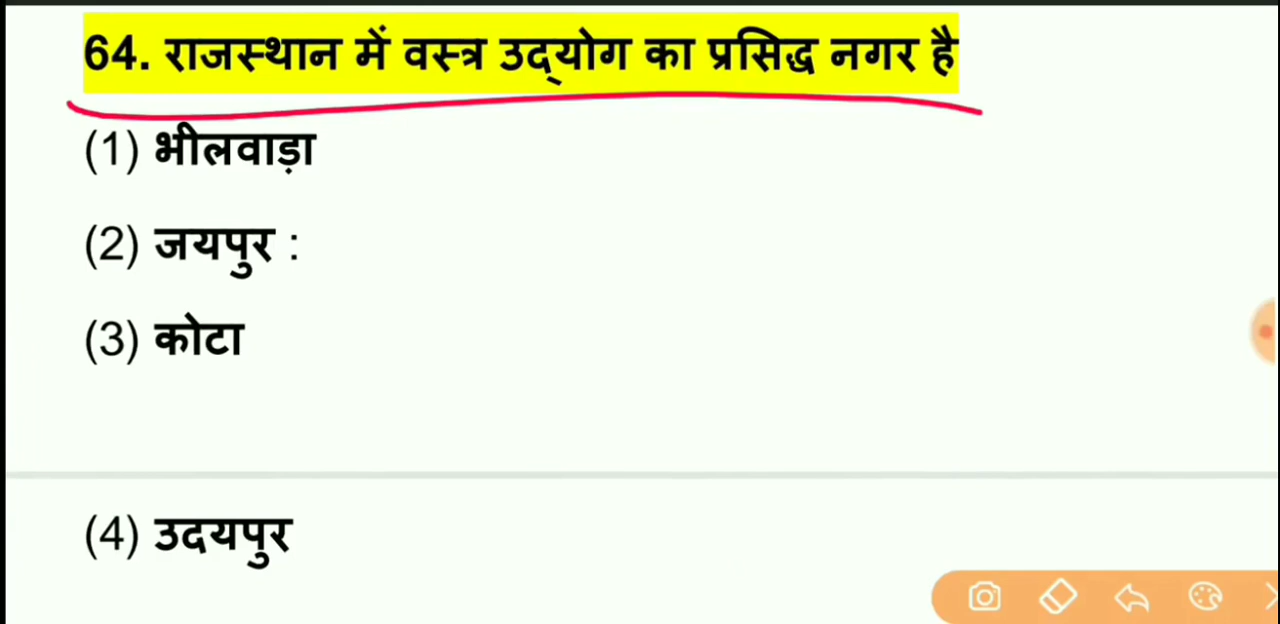 64. राजस्थान में वस्त्र उद्‌योग का प्रसिद्ध नगर है
(1) भीलवाड़ा
(2) जयपुर :
(3) कोटा
(4) उदयपुर